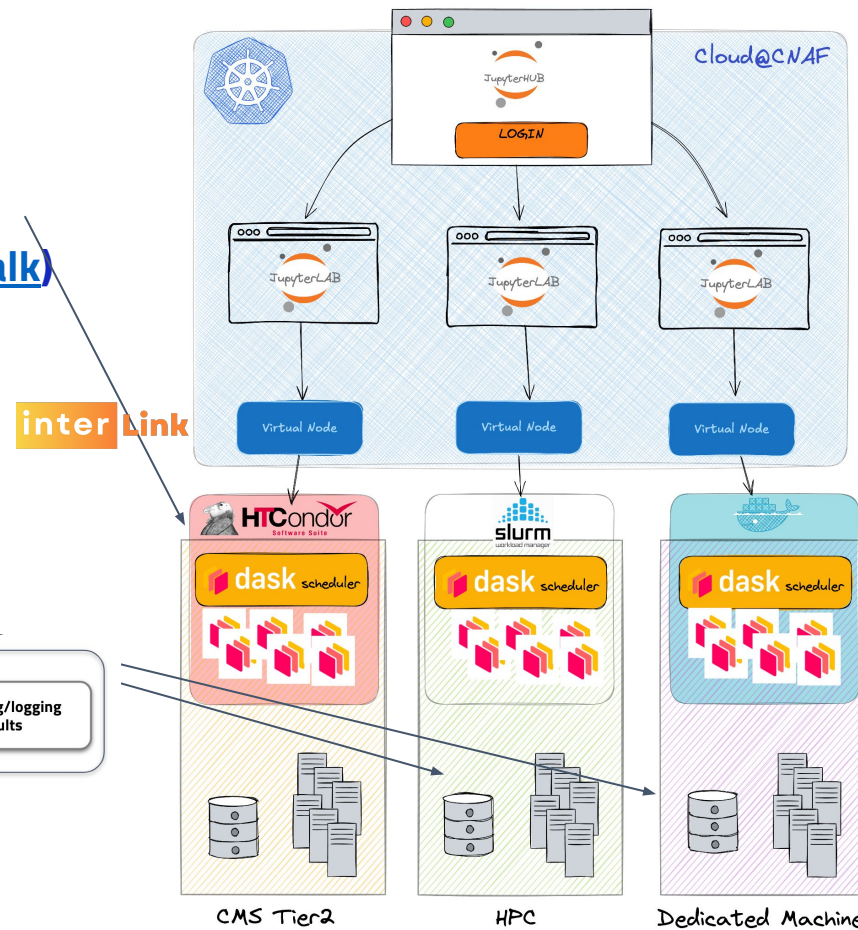 Cloud@CNAF
JupyterHUB
LOGIN
alk)
JupyterLAB
JupyterLAB
JupyterLAB
inter Link
Virtual Node
Virtual Node
Virtual Node
HTCondor
Software Suite
slurm
workload manager
dask scheduler
dask scheduler
dask scheduler
g/logging
ults
CMS Tier2
HPC
Dedicated Machine